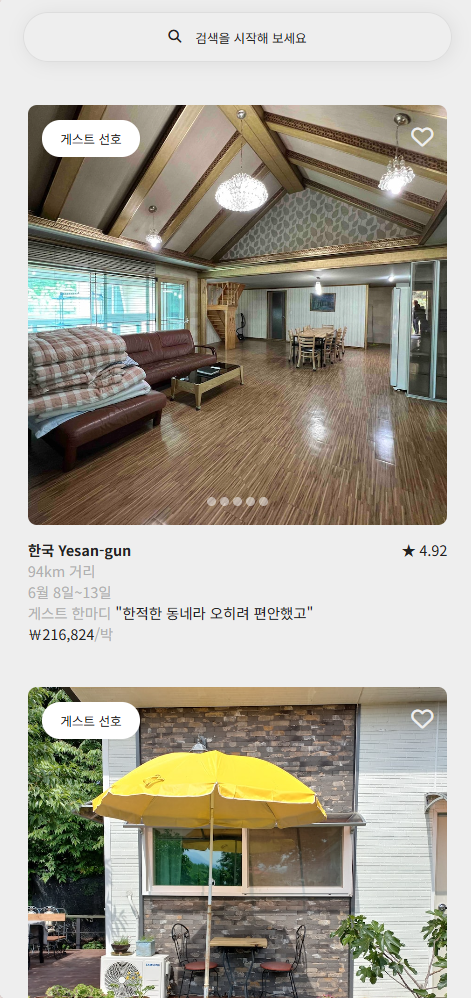 검색을 시작해 보세요
게스트 선호
한국 Yesan-gun
★ 4.92
94km 거리
6월 8일~13일
게스트 한마디 "한적한 동네라 오히려 편안했고"
₩216,824/박
게스트 선호
SAMSUNG